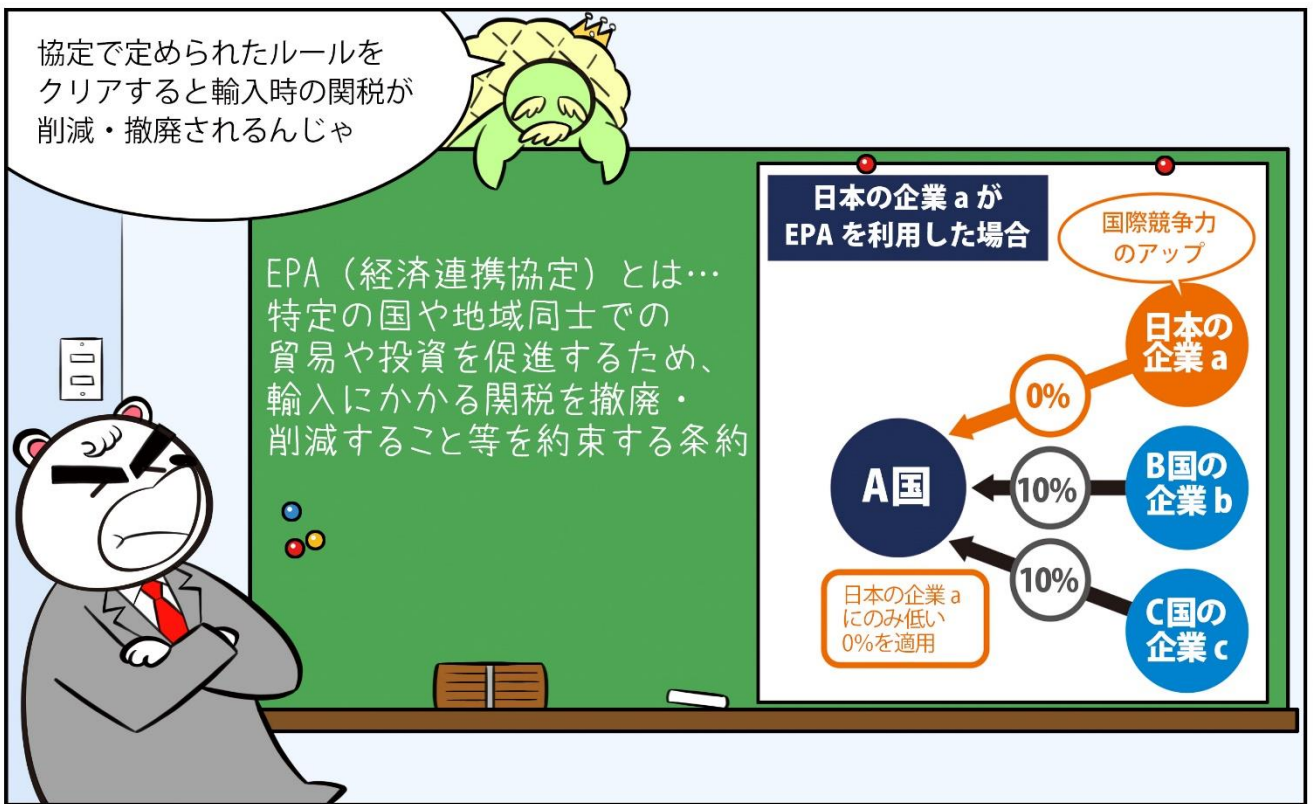 協定で定められたルールを
クリアすると輸入時の関税が
削減・撤廃されるんじゃ
EPA（経済連携協定）とは…
特定の国や地域同士での
貿易や投資を促進するため、
輸入にかかる関税を撤廃・
削減すること等を約束する条約
日本の企業 a が
EPA を利用した場合
国際競争力
のアップ
日本の
企業 a
0%
A国
10%
B国の
企業 b
10%
C国の
企業 c
日本の企業 a
にのみ低い
0%を適用